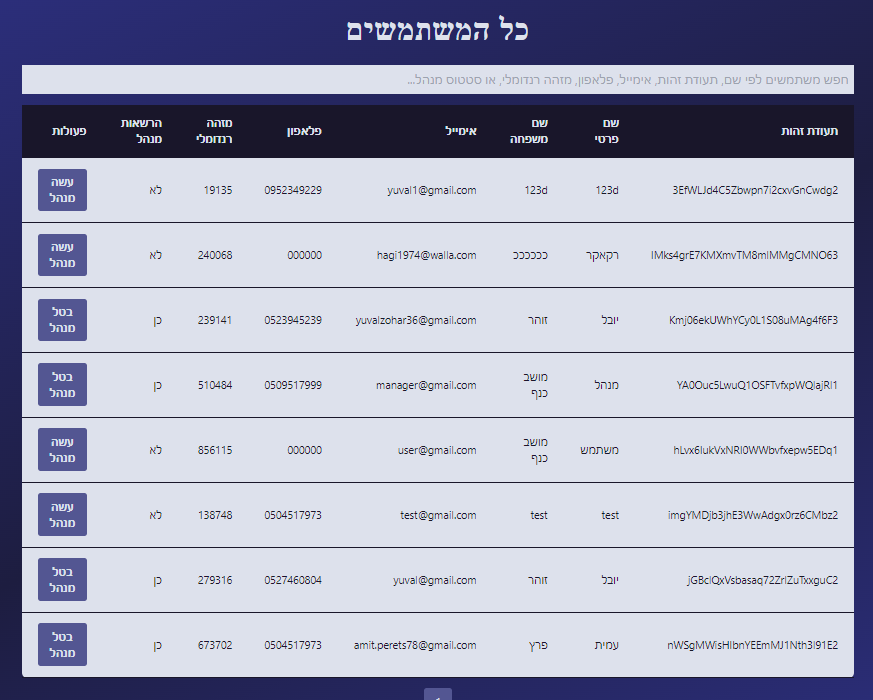 כל המשתמשים
חפש משתמשים לפי שם, תעודת זהות, אימייל, פלאפון, מזהה רנדומלי, או סטטוס מנהל...
תעודת זהות שם פרטי שם משפחה אימייל פלאפון מזהה רנדומלי הרשאות מנהל פעולות
3EfWLJd4C5Zbwpn7i2cxvGnCwdg2 123d 123d yuval1@gmail.com 0952349229 19135 לא עשה מנהל
IMks4grE7KMXmvTM8mIMMgCMNO63 רקאקר כככככ hagi1974@walla.com 000000 240068 לא עשה מנהל
Kmj06ekUWhYCy0L1S08uMAg4f6F3 יובל זוהר yuvalzohar36@gmail.com 0523945239 239141 כן בטל מנהל
YA0Ouc5LwuQ1OSFTvfxpWQlajRI1 מנהל מושב כנף manager@gmail.com 0509517999 510484 כן בטל מנהל
hLvx6IukVxNRI0WWbvfxepw5EDq1 משתמש מושב כנף user@gmail.com 000000 856115 לא עשה מנהל
imgYMDjb3jhE3WwAdgx0rz6CMbz2 test test test@gmail.com 0504517973 138748 לא עשה מנהל
jGBclQxVsbasaq72ZrlZuTxxguC2 יובל זוהר yuval@gmail.com 0527460804 279316 כן בטל מנהל
nWSgMWisHIbnYEEmMJ1Nth3I91E2 עמית פרץ amit.perets78@gmail.com 0504517973 673702 כן בטל מנהל